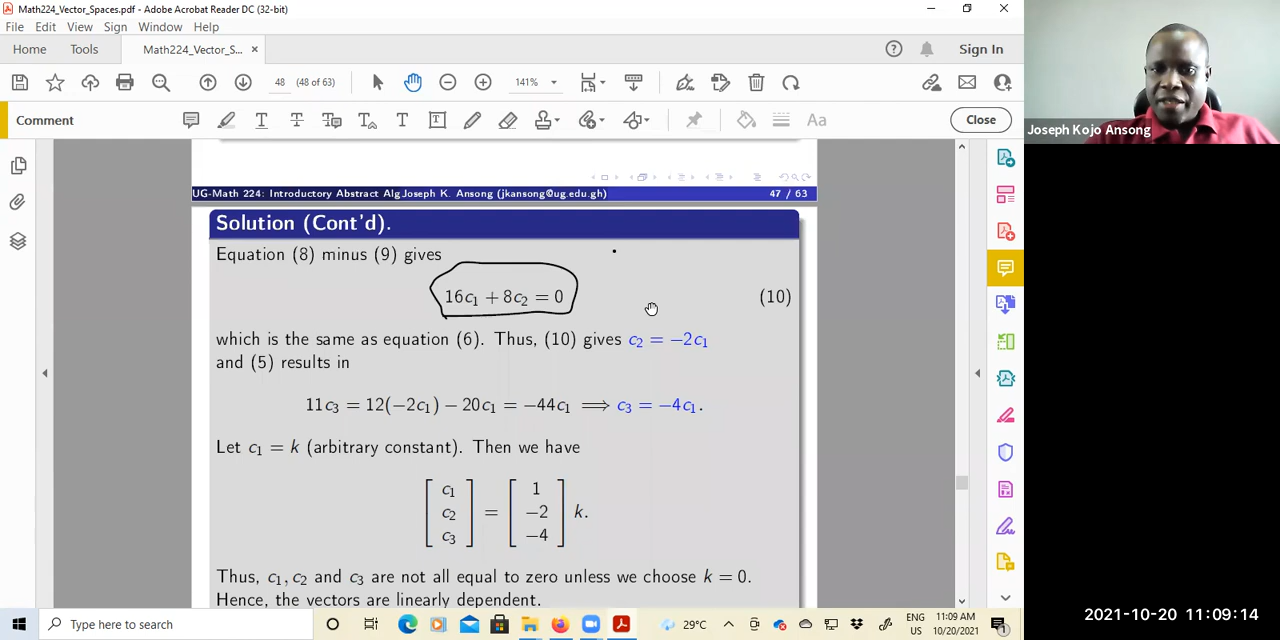 Math224_Vector_Spaces.pdf - Adobe Acrobat Reader DC (32-bit)
File Edit View Sign Window Help
Home Tools Math224_Vector_S... × Sign In
48 (48 of 63) 141%
Comment Close
Joseph Kojo Ansong
UG-Math 224: Introductory Abstract AlgJoseph K. Ansong (jkansong@ug.edu.gh) 47 / 63
Solution (Cont'd).
Equation (8) minus (9) gives
16c₁ + 8c₂ = 0 (10)
which is the same as equation (6). Thus, (10) gives c₂ = −2c₁
and (5) results in
11c₃ = 12(−2c₁) − 20c₁ = −44c₁ ⟹ c₃ = −4c₁.
Let c₁ = k (arbitrary constant). Then we have
c₁ 1
c₂ = −2 k.
c₃ −4
Thus, c₁, c₂ and c₃ are not all equal to zero unless we choose k = 0.
Hence, the vectors are linearly dependent.
Type here to search 29°C ENG US 11:09 AM 10/20/2021
2021-10-20 11:09:14